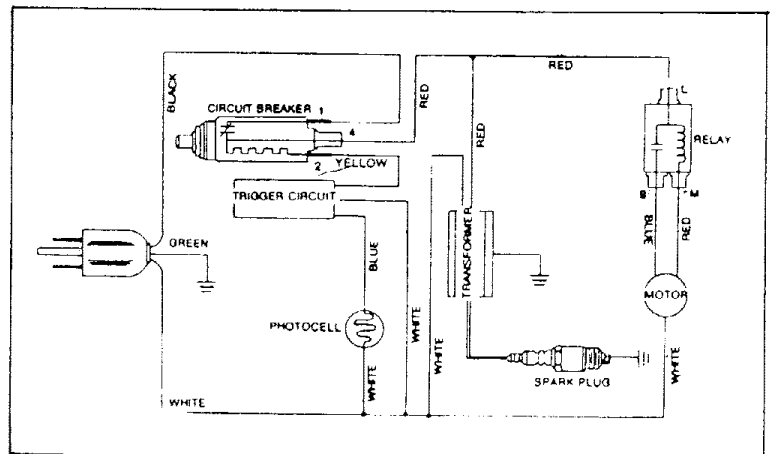 BLACK
CIRCUIT BREAKER
1
4
2
YELLOW
TRIGGER CIRCUIT
RED
RED
RED
L
RELAY
S
M
BLUE
RED
MOTOR
TRANSFORMER
GREEN
BLUE
PHOTOCELL
WHITE
WHITE
WHITE
SPARK PLUG
WHITE
WHITE